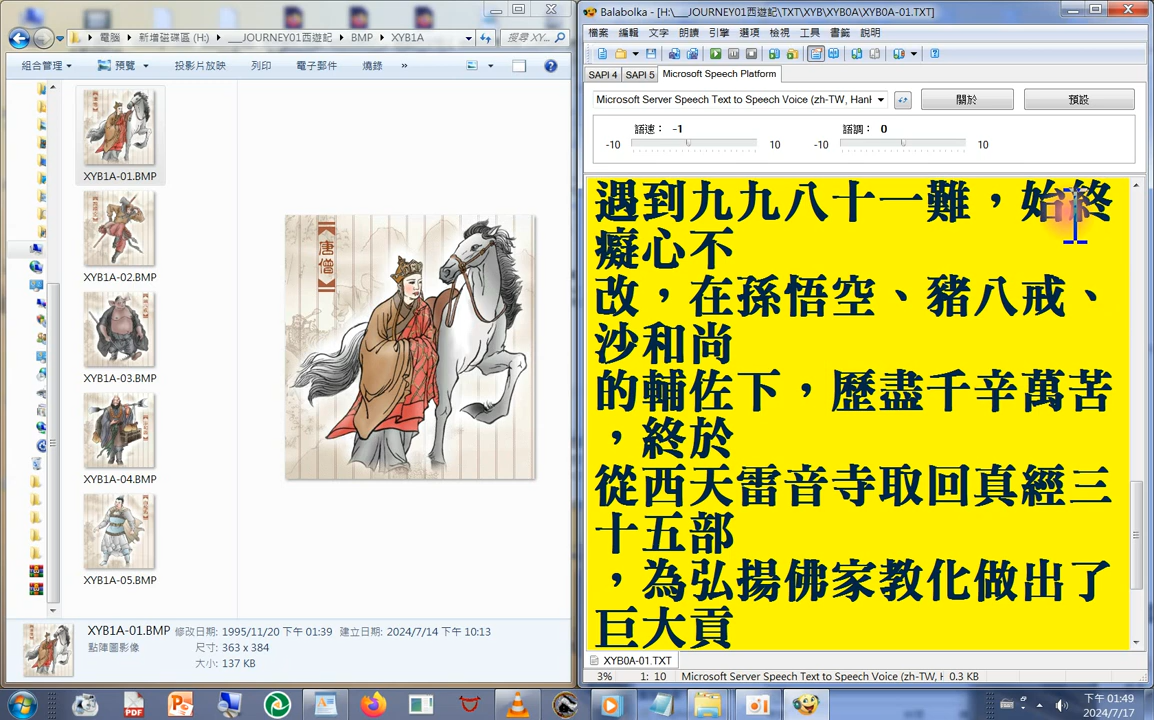 電腦 ▸ 新增磁碟區 (H:) ▸ ___JOURNEY01西遊記 ▸ BMP ▸ XYB1A
搜尋 XY...
組合管理 預覽 投影片放映 列印 電子郵件 燒錄 »
XYB1A-01.BMP
XYB1A-02.BMP
XYB1A-03.BMP
XYB1A-04.BMP
XYB1A-05.BMP
唐僧
XYB1A-01.BMP 修改日期: 1995/11/20 下午 01:39 建立日期: 2024/7/14 下午 10:13
點陣圖影像 尺寸: 363 x 384
大小: 137 KB
Balabolka - [H:\___JOURNEY01西遊記\TXT\XYB\XYB0A\XYB0A-01.TXT]
檔案 編輯 文字 朗讀 引擎 選項 檢視 工具 書籤 說明
SAPI 4 SAPI 5 Microsoft Speech Platform
Microsoft Server Speech Text to Speech Voice (zh-TW, Hanl 關於 預設
語速： -1 語調： 0
-10 10 -10 10
遇到九九八十一難，始終
癡心不
改，在孫悟空、豬八戒、
沙和尚
的輔佐下，歷盡千辛萬苦
，終於
從西天雷音寺取回真經三
十五部
，為弘揚佛家教化做出了
巨大貢
XYB0A-01.TXT
3% 1: 10 Microsoft Server Speech Text to Speech Voice (zh-TW, H 0.3 KB
PDF
下午 01:49
2024/7/17